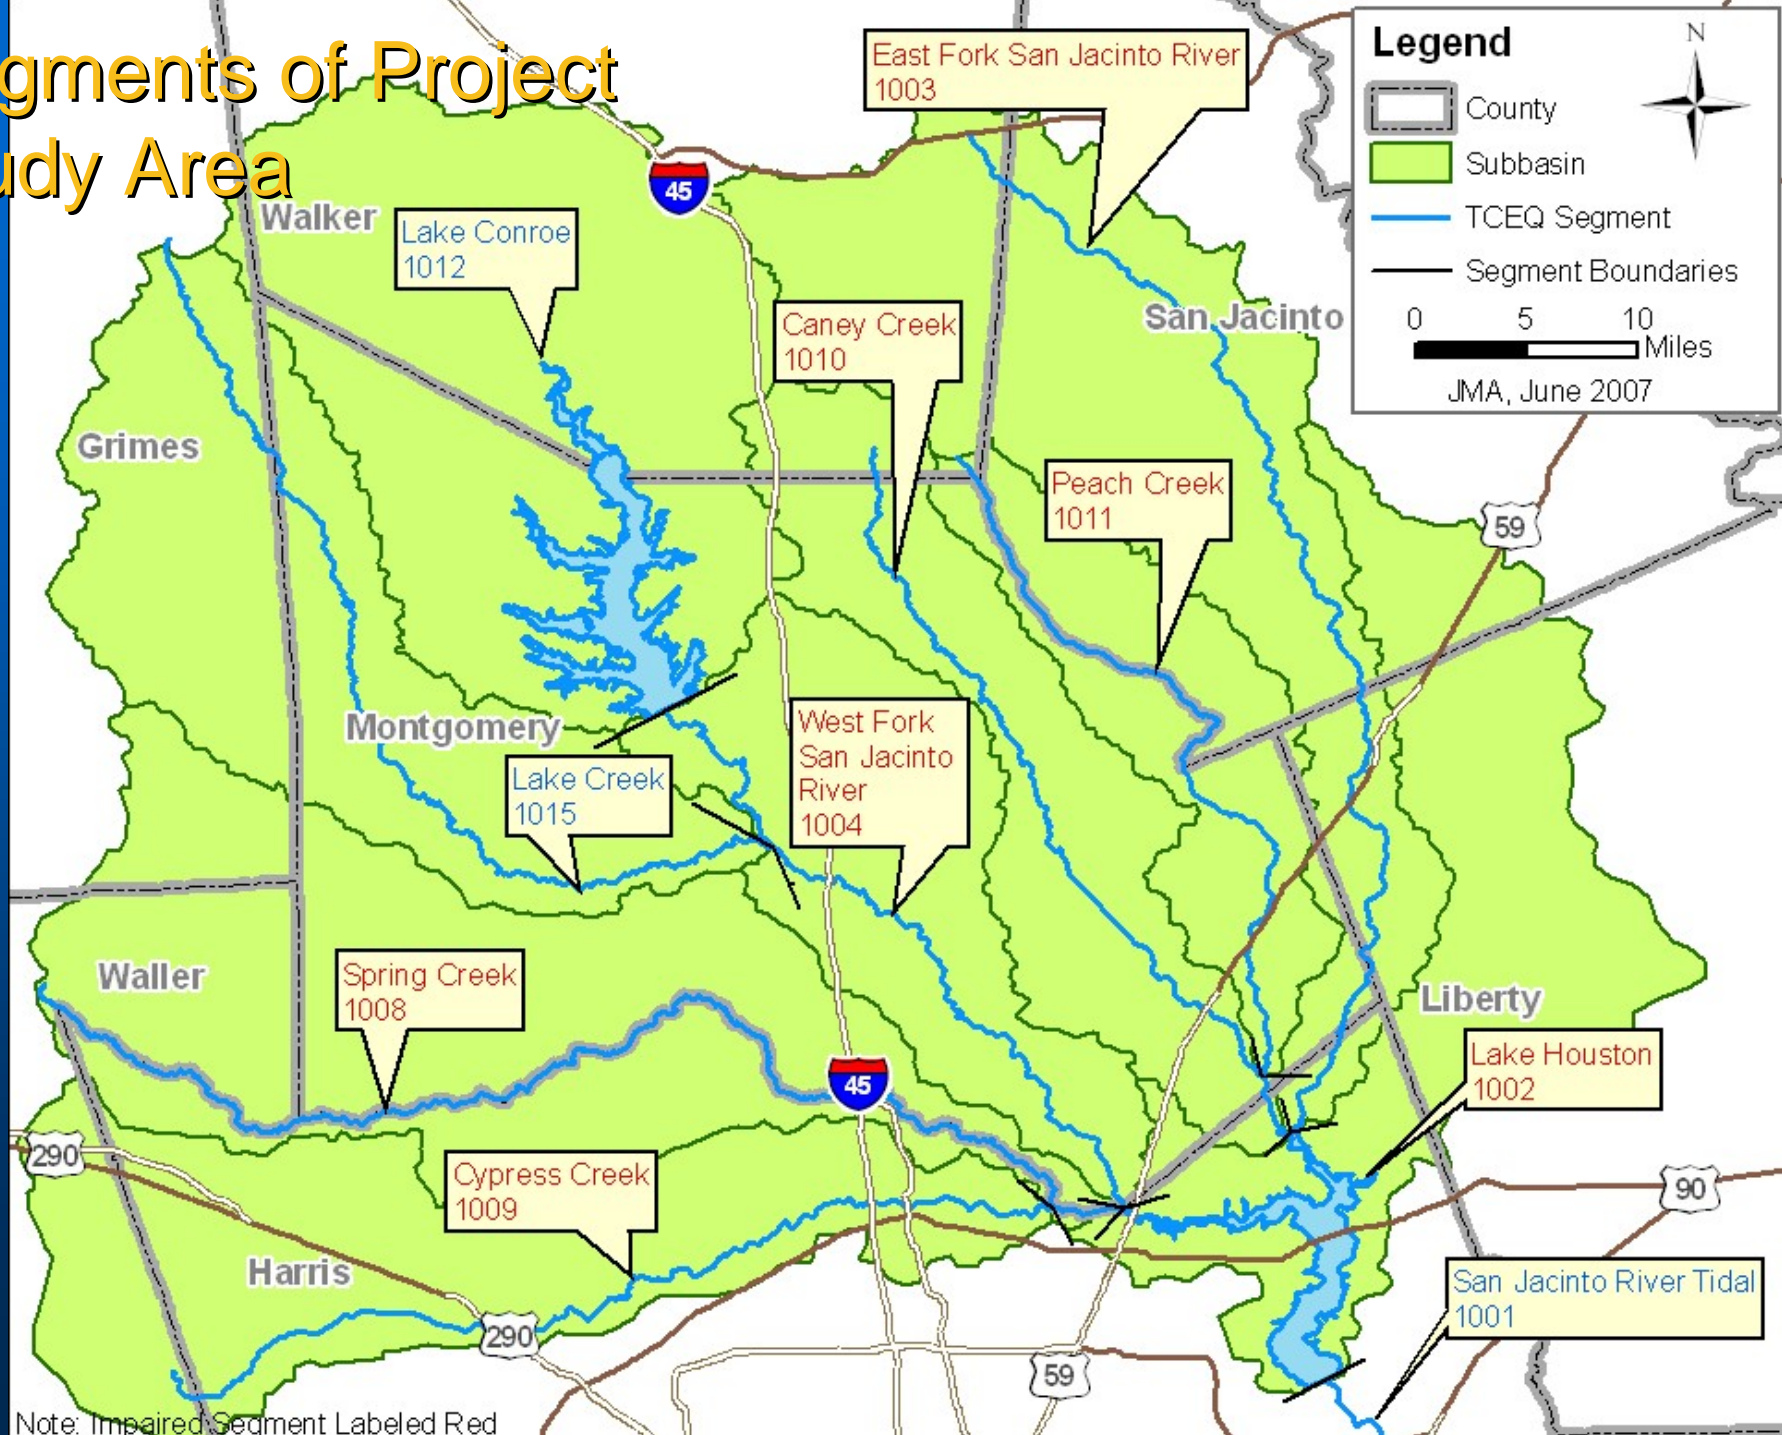 gments of Project
udy Area
Legend
N
County
Subbasin
TCEQ Segment
Segment Boundaries
0 5 10
Miles
JMA, June 2007
East Fork San Jacinto River
1003
45
Walker
Lake Conroe
1012
San Jacinto
Caney Creek
1010
Grimes
Peach Creek
1011
59
Montgomery
West Fork
San Jacinto
River
1004
Lake Creek
1015
Waller
Spring Creek
1008
Liberty
Lake Houston
1002
45
290
Cypress Creek
1009
90
Harris
San Jacinto River Tidal
1001
290
59
Note: Impaired Segment Labeled Red